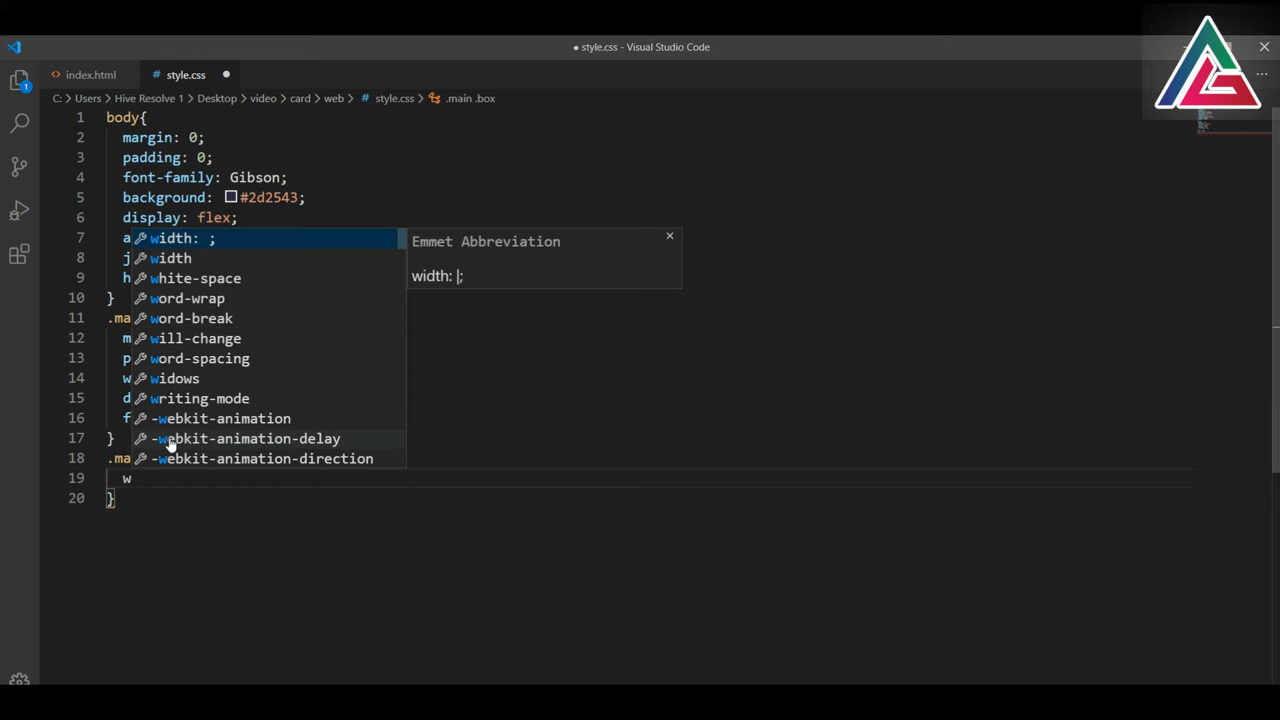 ● style.css - Visual Studio Code
index.html
style.css
C: > Users > Hive Resolve 1 > Desktop > video > card > web > style.css > .main .box
1 body{
2 margin: 0;
3 padding: 0;
4 font-family: Gibson;
5 background: #2d2543;
6 display: flex;
7 a
8 j
9 h
10 }
11 .ma
12 m
13 p
14 w
15 d
16 f
17 }
18 .ma
19 w
20 }
width: ;
width
white-space
word-wrap
word-break
will-change
word-spacing
widows
writing-mode
-webkit-animation
-webkit-animation-delay
-webkit-animation-direction
Emmet Abbreviation
width: |;
1